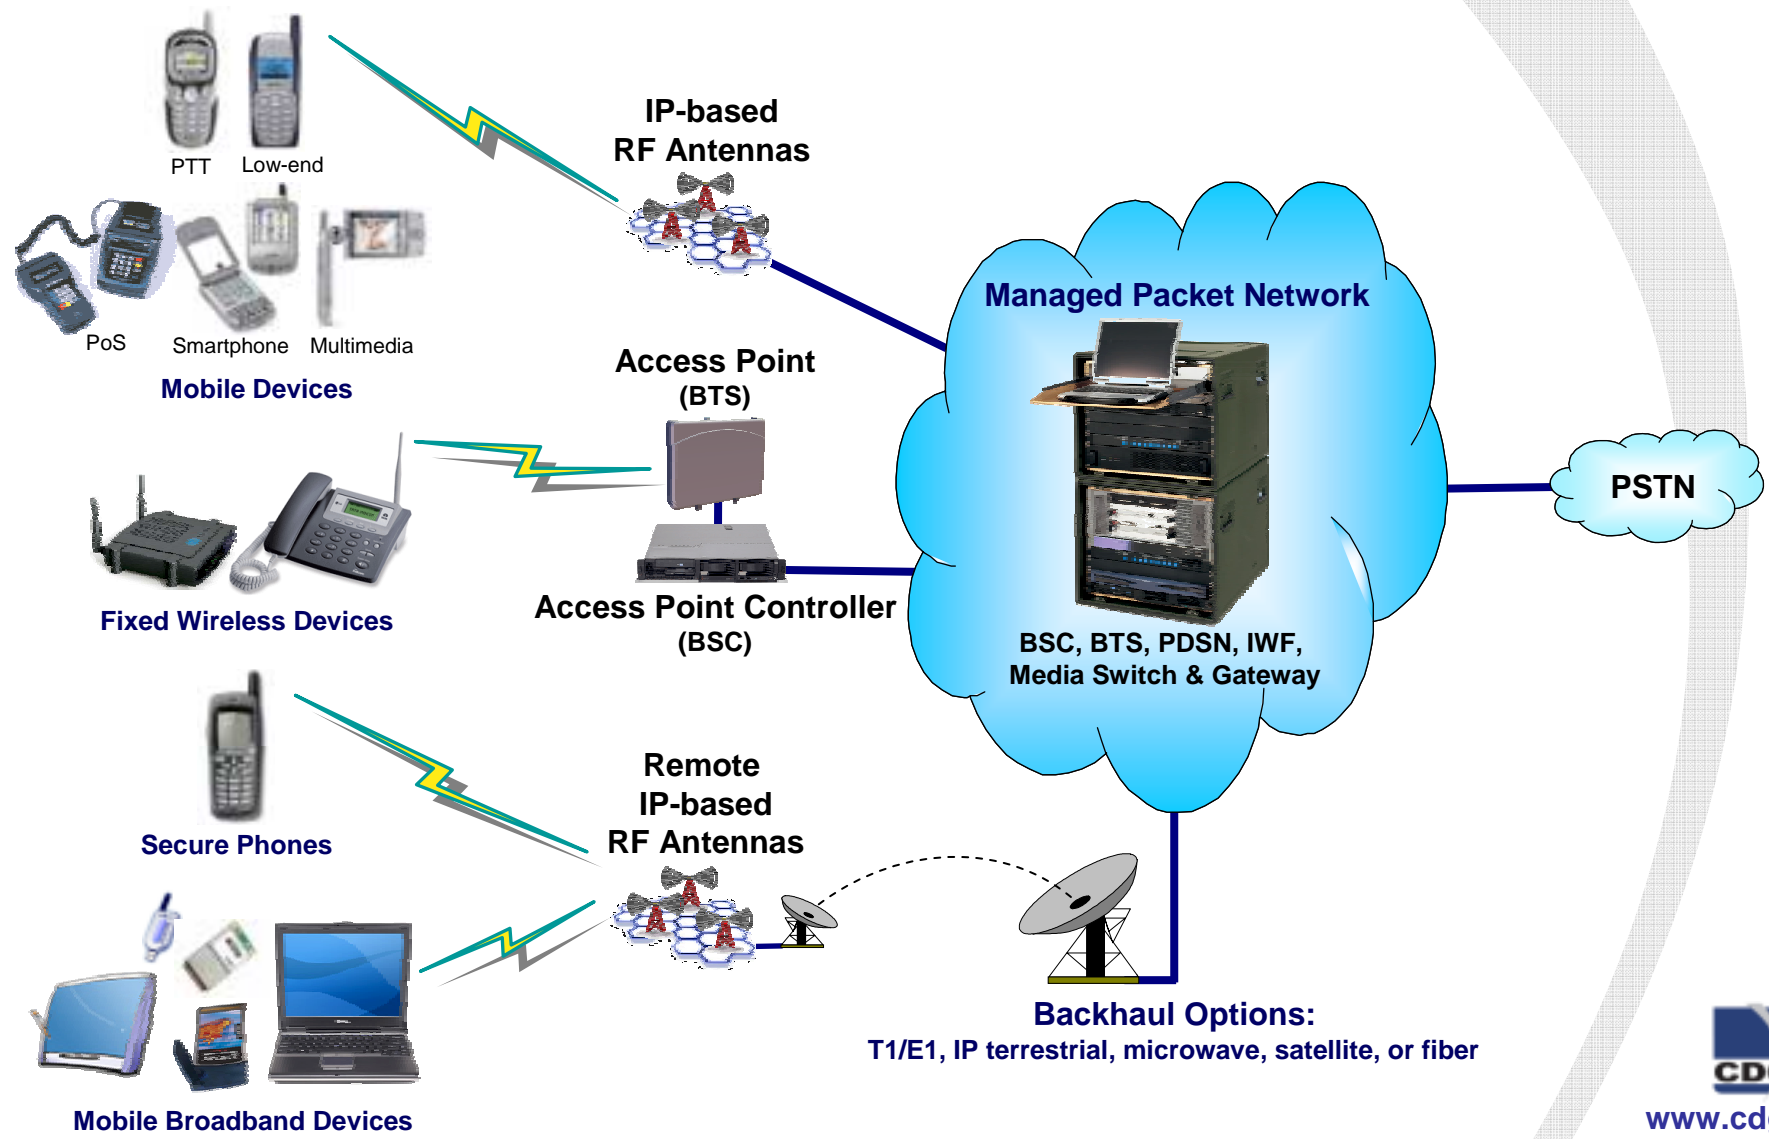 IP-based
RF Antennas
PTT
Low-end
PoS
Smartphone
Multimedia
Mobile Devices
Access Point
(BTS)
Managed Packet Network
PSTN
Fixed Wireless Devices
Access Point Controller
(BSC)
BSC, BTS, PDSN, IWF,
Media Switch & Gateway
Secure Phones
Remote
IP-based
RF Antennas
Backhaul Options:
T1/E1, IP terrestrial, microwave, satellite, or fiber
Mobile Broadband Devices